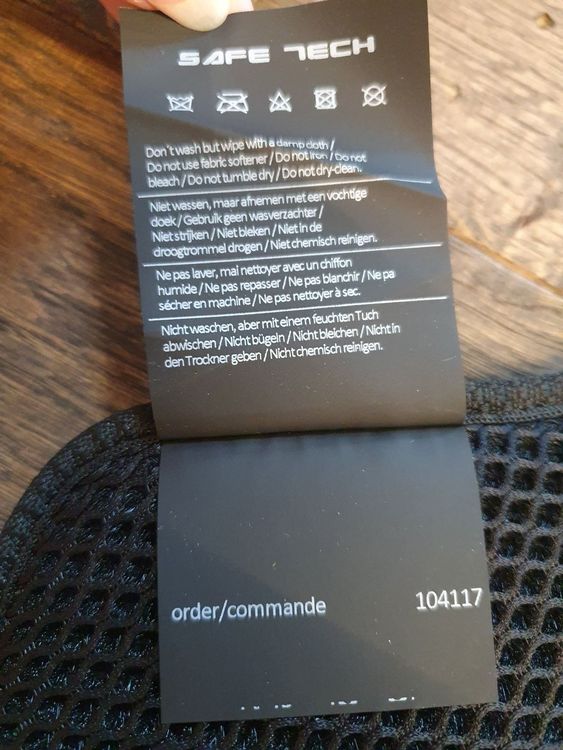 SAFE TECH
Don't wash but wipe with a damp cloth /
Do not use fabric softener / Do not iron / Do not
bleach / Do not tumble dry / Do not dry-clean.
Niet wassen, maar afnemen met een vochtige
doek / Gebruik geen wasverzachter /
Niet strijken / Niet bleken / Niet in de
droogtrommel drogen / Niet chemisch reinigen.
Ne pas laver, mal nettoyer avec un chiffon
humide / Ne pas repasser / Ne pas blanchir / Ne pa
sécher en machine / Ne pas nettoyer à sec.
Nicht waschen, aber mit einem feuchten Tuch
abwischen / Nicht bügeln / Nicht bleichen / Nicht in
den Trockner geben / Nicht chemisch reinigen.
order/commande 104117